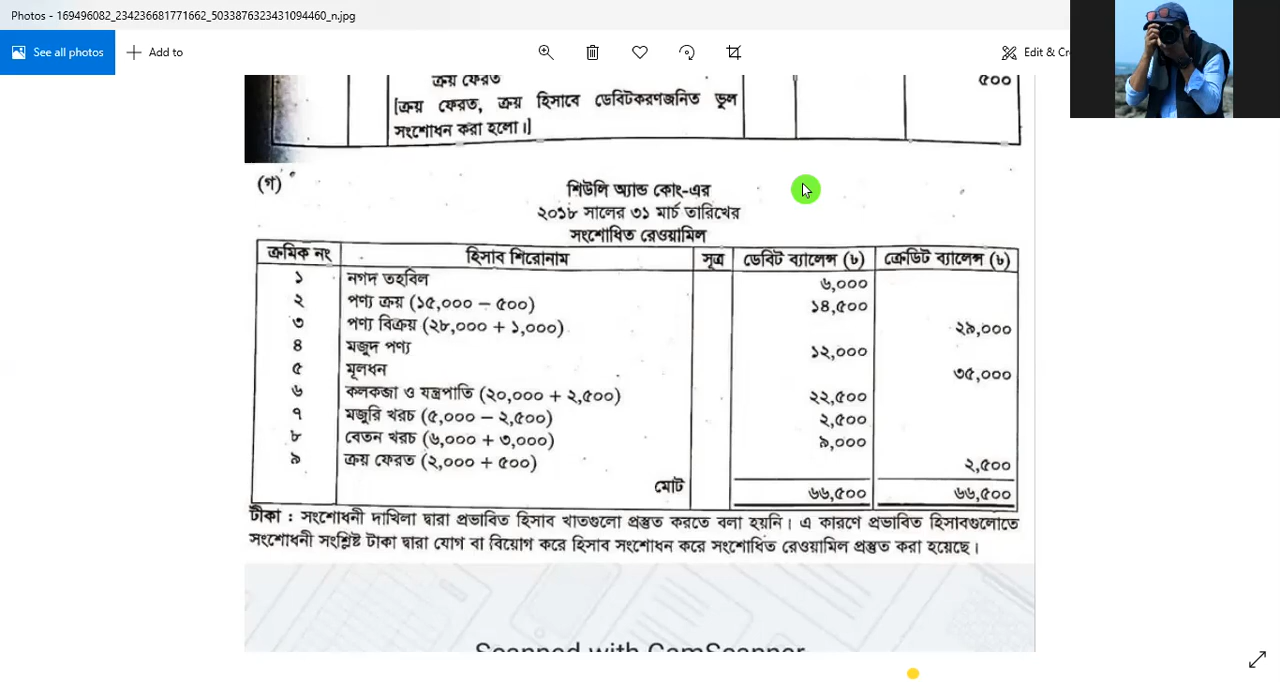 Photos - 169496082_234236681771662_5033876323431094460_n.jpg
See all photos
Add to
Edit & Cr
ক্রয় ফেরত
৫০০
[ক্রয় ফেরত, ক্রয় হিসাবে ডেবিটকরণজনিত ভুল
সংশোধন করা হলো।]
(গ)
শিউলি অ্যান্ড কোং-এর
২০১৮ সালের ৩১ মার্চ তারিখের
সংশোধিত রেওয়ামিল
ক্রমিক নং হিসাব শিরোনাম সূত্র ডেবিট ব্যালেন্স (৳) ক্রেডিট ব্যালেন্স (৳)
১ নগদ তহবিল ৬,০০০
২ পণ্য ক্রয় (১৫,০০০ – ৫০০) ১৪,৫০০
৩ পণ্য বিক্রয় (২৮,০০০ + ১,০০০) ২৯,০০০
৪ মজুদ পণ্য ১২,০০০
৫ মূলধন ৩৫,০০০
৬ কলকব্জা ও যন্ত্রপাতি (২০,০০০ + ২,৫০০) ২২,৫০০
৭ মজুরি খরচ (৫,০০০ – ২,৫০০) ২,৫০০
৮ বেতন খরচ (৬,০০০ + ৩,০০০) ৯,০০০
৯ ক্রয় ফেরত (২,০০০ + ৫০০) ২,৫০০
মোট ৬৬,৫০০ ৬৬,৫০০
টীকা : সংশোধনী দাখিলা দ্বারা প্রভাবিত হিসাব খাতগুলো প্রস্তুত করতে বলা হয়নি। এ কারণে প্রভাবিত হিসাবগুলোতে
সংশোধনী সংশ্লিষ্ট টাকা দ্বারা যোগ বা বিয়োগ করে হিসাব সংশোধন করে সংশোধিত রেওয়ামিল প্রস্তুত করা হয়েছে।
Scanned with CamScanner